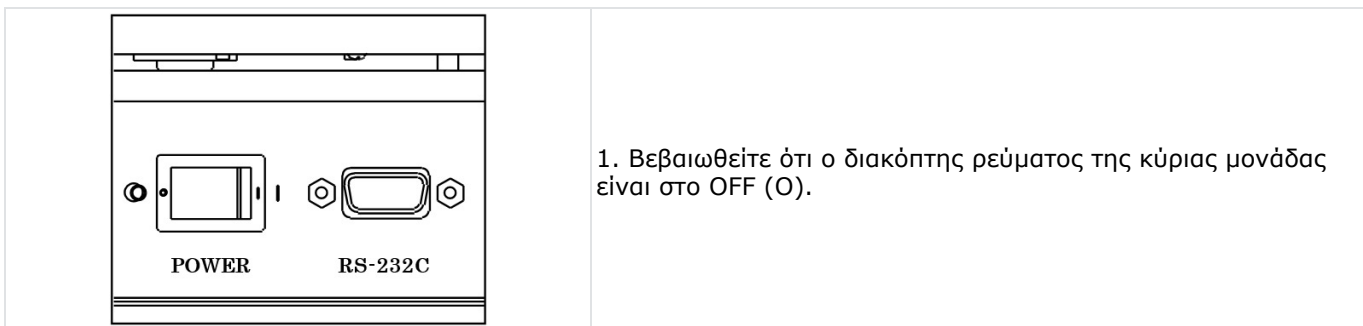 1. Βεβαιωθείτε ότι ο διακόπτης ρεύματος της κύριας μονάδας
είναι στο OFF (O).
POWER RS-232C